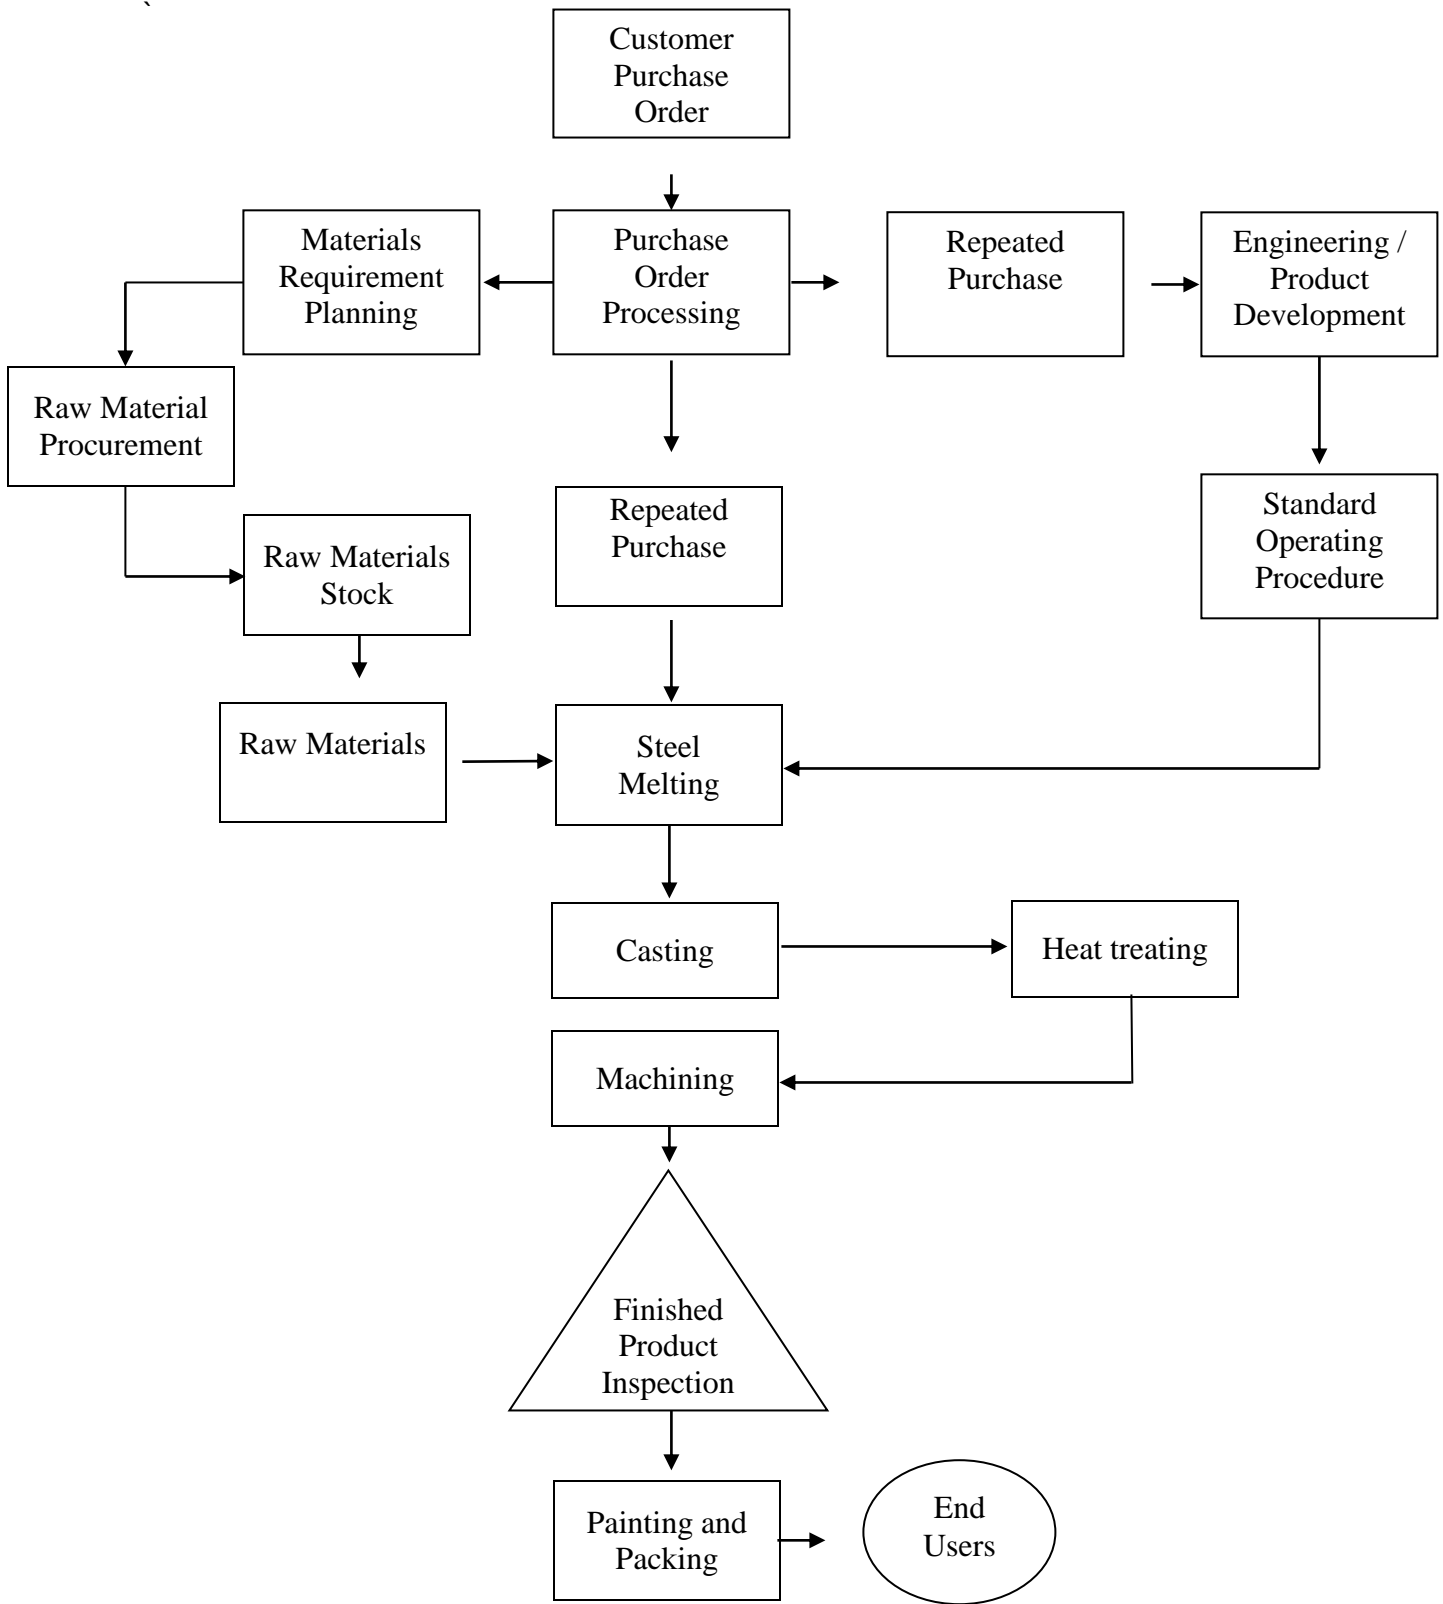 `
Customer
Purchase
Order
Materials
Requirement
Planning
Purchase
Order
Processing
Repeated
Purchase
Engineering /
Product
Development
Raw Material
Procurement
Raw Materials
Stock
Repeated
Purchase
Standard
Operating
Procedure
Raw Materials
Steel
Melting
Casting
Heat treating
Machining
Finished
Product
Inspection
Painting and
Packing
End
Users